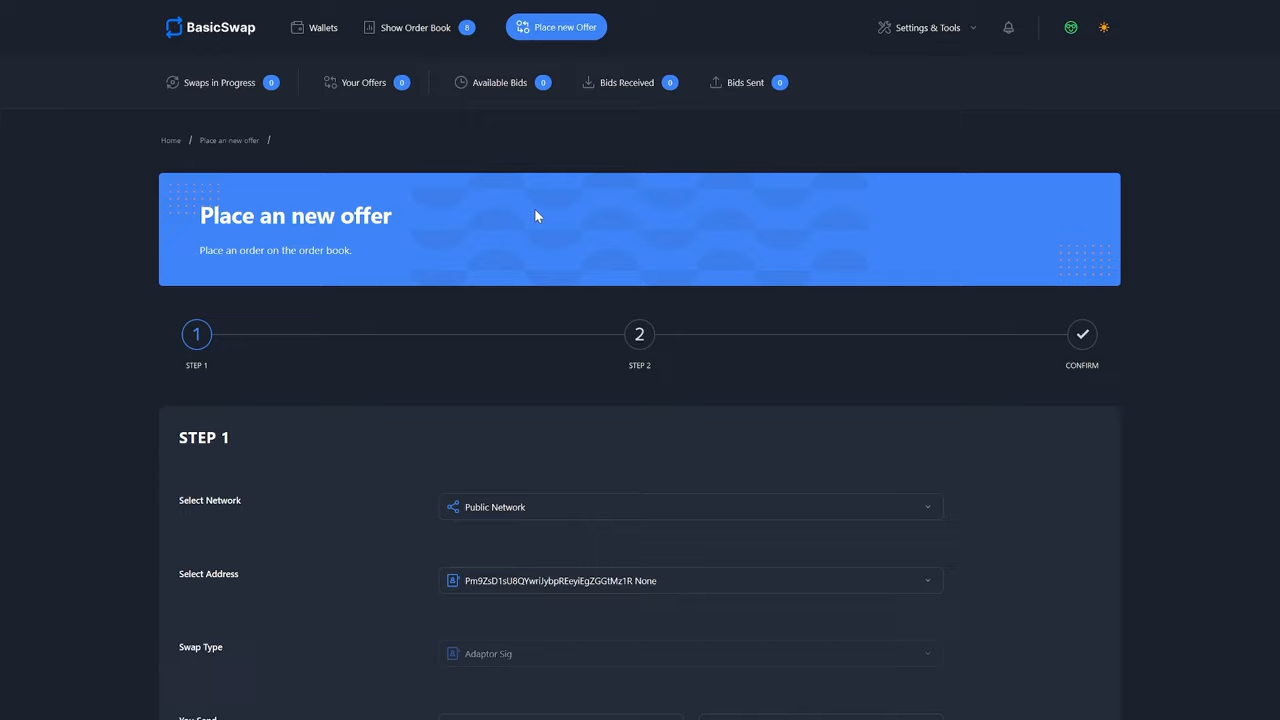 BasicSwap Wallets Show Order Book 8 Place new Offer Settings & Tools
Swaps in Progress 0 Your Offers 0 Available Bids 0 Bids Received 0 Bids Sent 0
Home / Place an new offer /
Place an new offer
Place an order on the order book.
1 2
STEP 1 STEP 2 CONFIRM
STEP 1
Select Network Public Network
Select Address Pm9ZsD1sU8QYwriJybpREeyiEgZGGtMz1R None
Swap Type Adaptor Sig
You Send